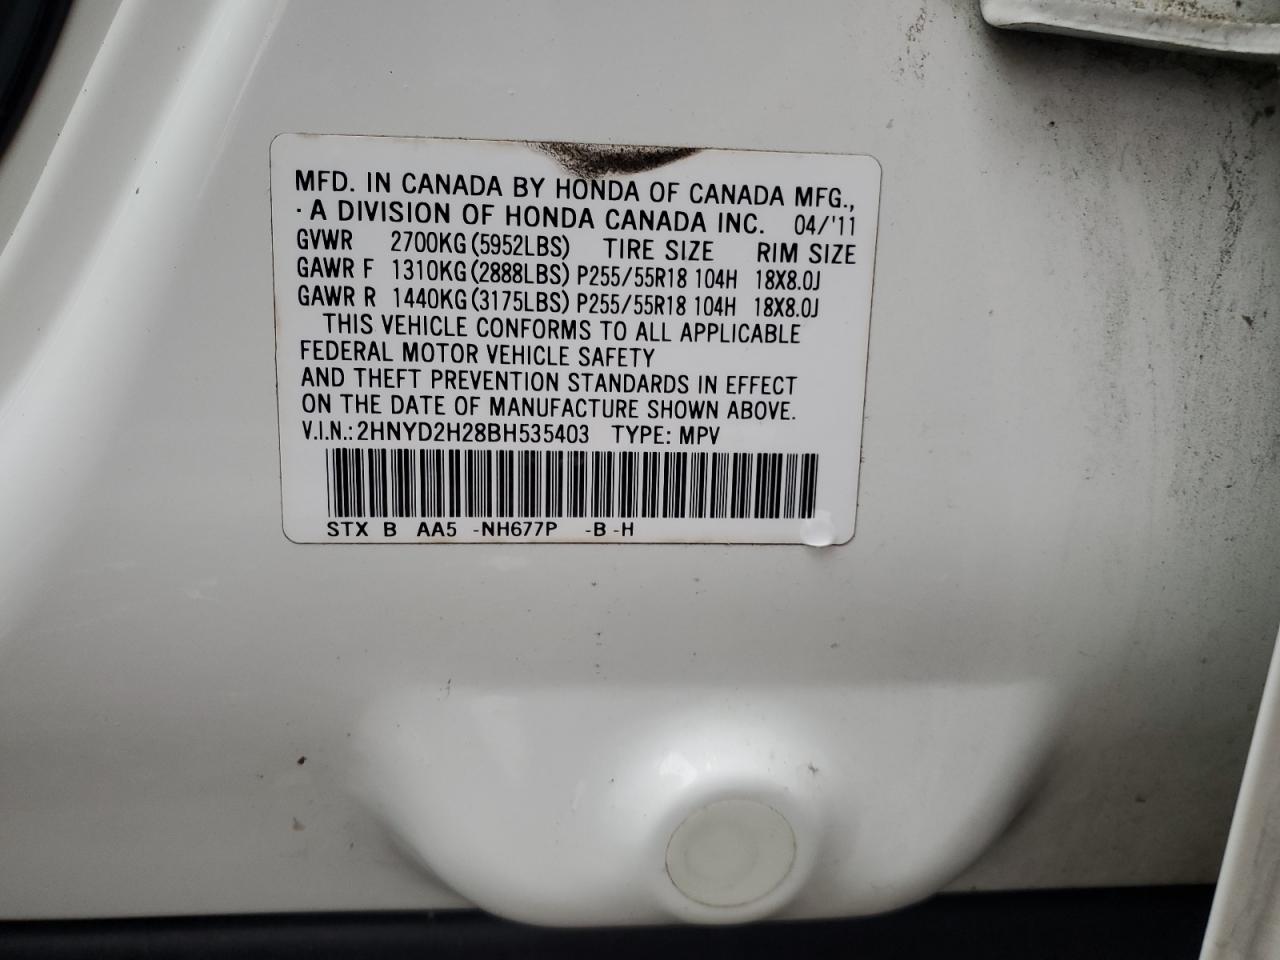 MFD. IN CANADA BY HONDA OF CANADA MFG.,
· A DIVISION OF HONDA CANADA INC. 04/'11
GVWR 2700KG(5952LBS) TIRE SIZE RIM SIZE
GAWR F 1310KG(2888LBS) P255/55R18 104H 18X8.0J
GAWR R 1440KG(3175LBS) P255/55R18 104H 18X8.0J
THIS VEHICLE CONFORMS TO ALL APPLICABLE
FEDERAL MOTOR VEHICLE SAFETY
AND THEFT PREVENTION STANDARDS IN EFFECT
ON THE DATE OF MANUFACTURE SHOWN ABOVE.
V.I.N.: 2HNYD2H28BH535403 TYPE: MPV
STX B AA5 -NH677P -B -H